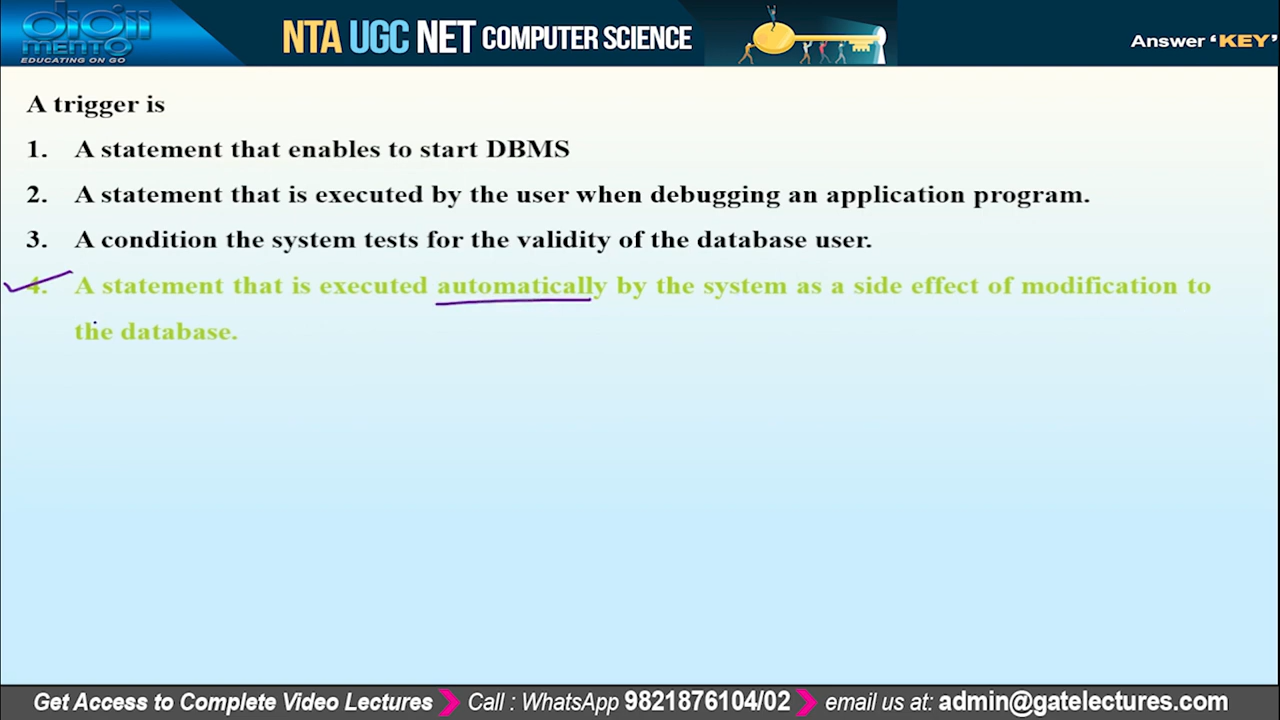 digii
MENTO
EDUCATING ON GO
NTA UGC NET COMPUTER SCIENCE
Answer ‘KEY’
A trigger is
1. A statement that enables to start DBMS
2. A statement that is executed by the user when debugging an application program.
3. A condition the system tests for the validity of the database user.
4. A statement that is executed automatically by the system as a side effect of modification to
the database.
Get Access to Complete Video Lectures Call : WhatsApp 9821876104/02 email us at: admin@gatelectures.com